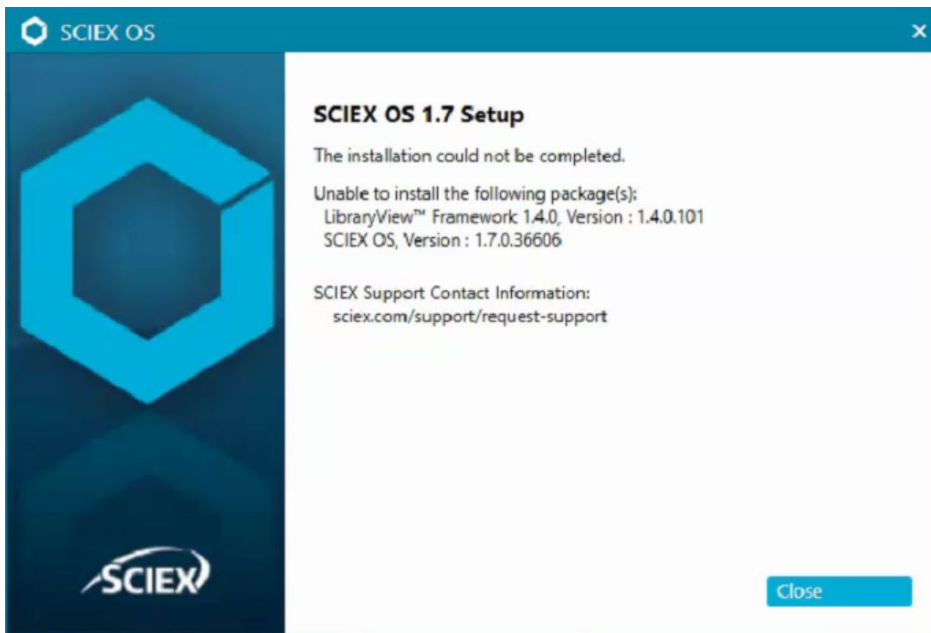 SCIEX OS
SCIEX OS 1.7 Setup
The installation could not be completed.
Unable to install the following package(s):
LibraryView™ Framework 1.4.0, Version : 1.4.0.101
SCIEX OS, Version : 1.7.0.36606
SCIEX Support Contact Information:
sciex.com/support/request-support
SCIEX
Close